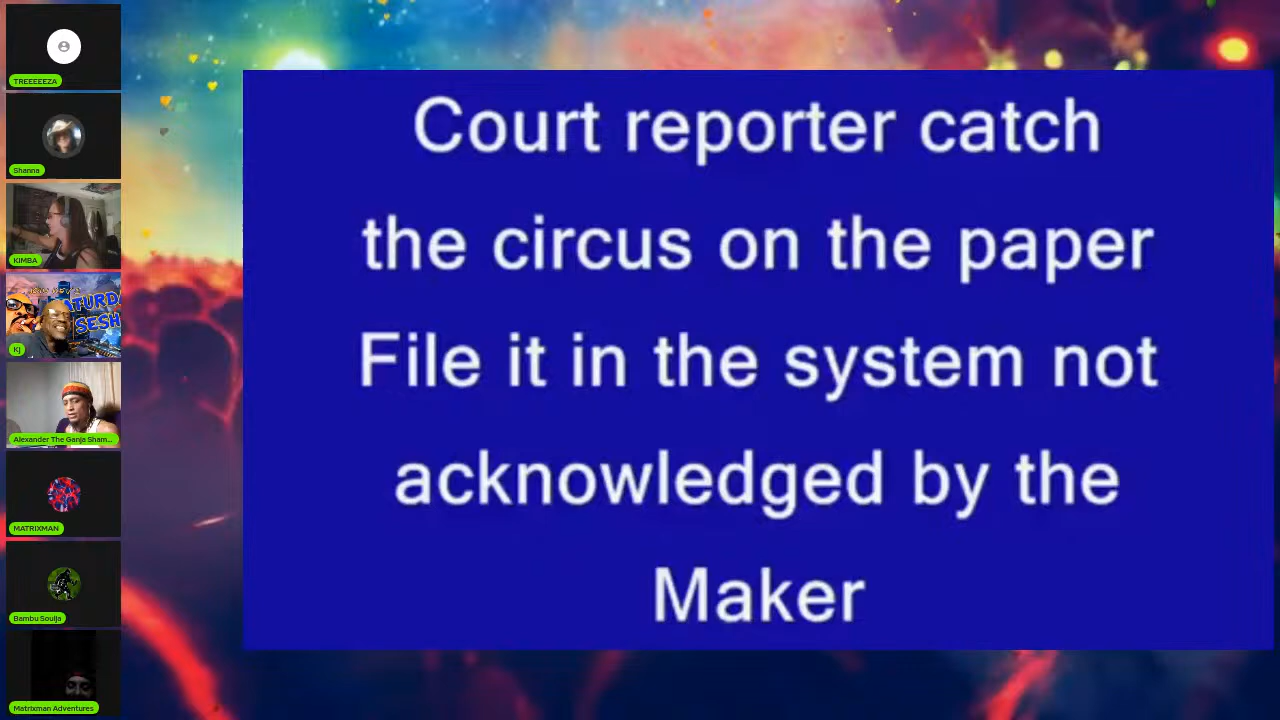 TREEEEEZA
Shanna
KIMBA
SATURDA
SESH
Kj
Alexander The Ganja Sham...
MATRIXMAN
Bambu Soulja
Matrixman Adventures
Court reporter catch
the circus on the paper
File it in the system not
acknowledged by the
Maker